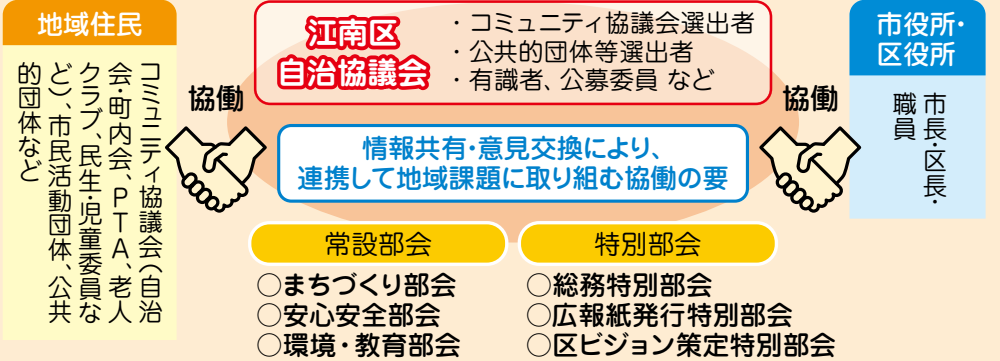 地域住民
コミュニティ協議会（自治
会・町内会、ＰＴＡ、老人
クラブ、民生・児童委員な
ど）、市民活動団体、公共
的団体など
協働
江南区
自治協議会
・コミュニティ協議会選出者
・公共的団体等選出者
・有識者、公募委員 など
情報共有・意見交換により、
連携して地域課題に取り組む協働の要
協働
市役所・
区役所
市長・区長・
職員
常設部会
○まちづくり部会
○安心安全部会
○環境・教育部会
特別部会
○総務特別部会
○広報紙発行特別部会
○区ビジョン策定特別部会